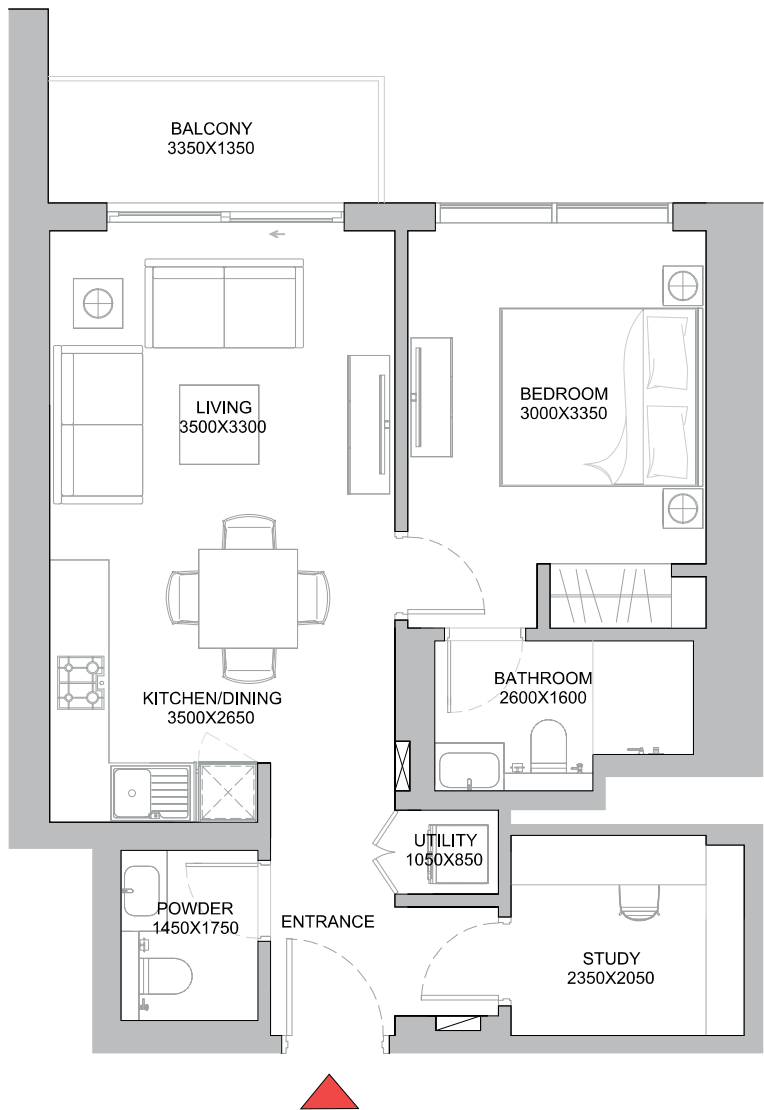 BALCONY
3350X1350
LIVING
3500X3300
BEDROOM
3000X3350
KITCHEN/DINING
3500X2650
BATHROOM
2600X1600
UTILITY
1050X850
POWDER
1450X1750
ENTRANCE
STUDY
2350X2050